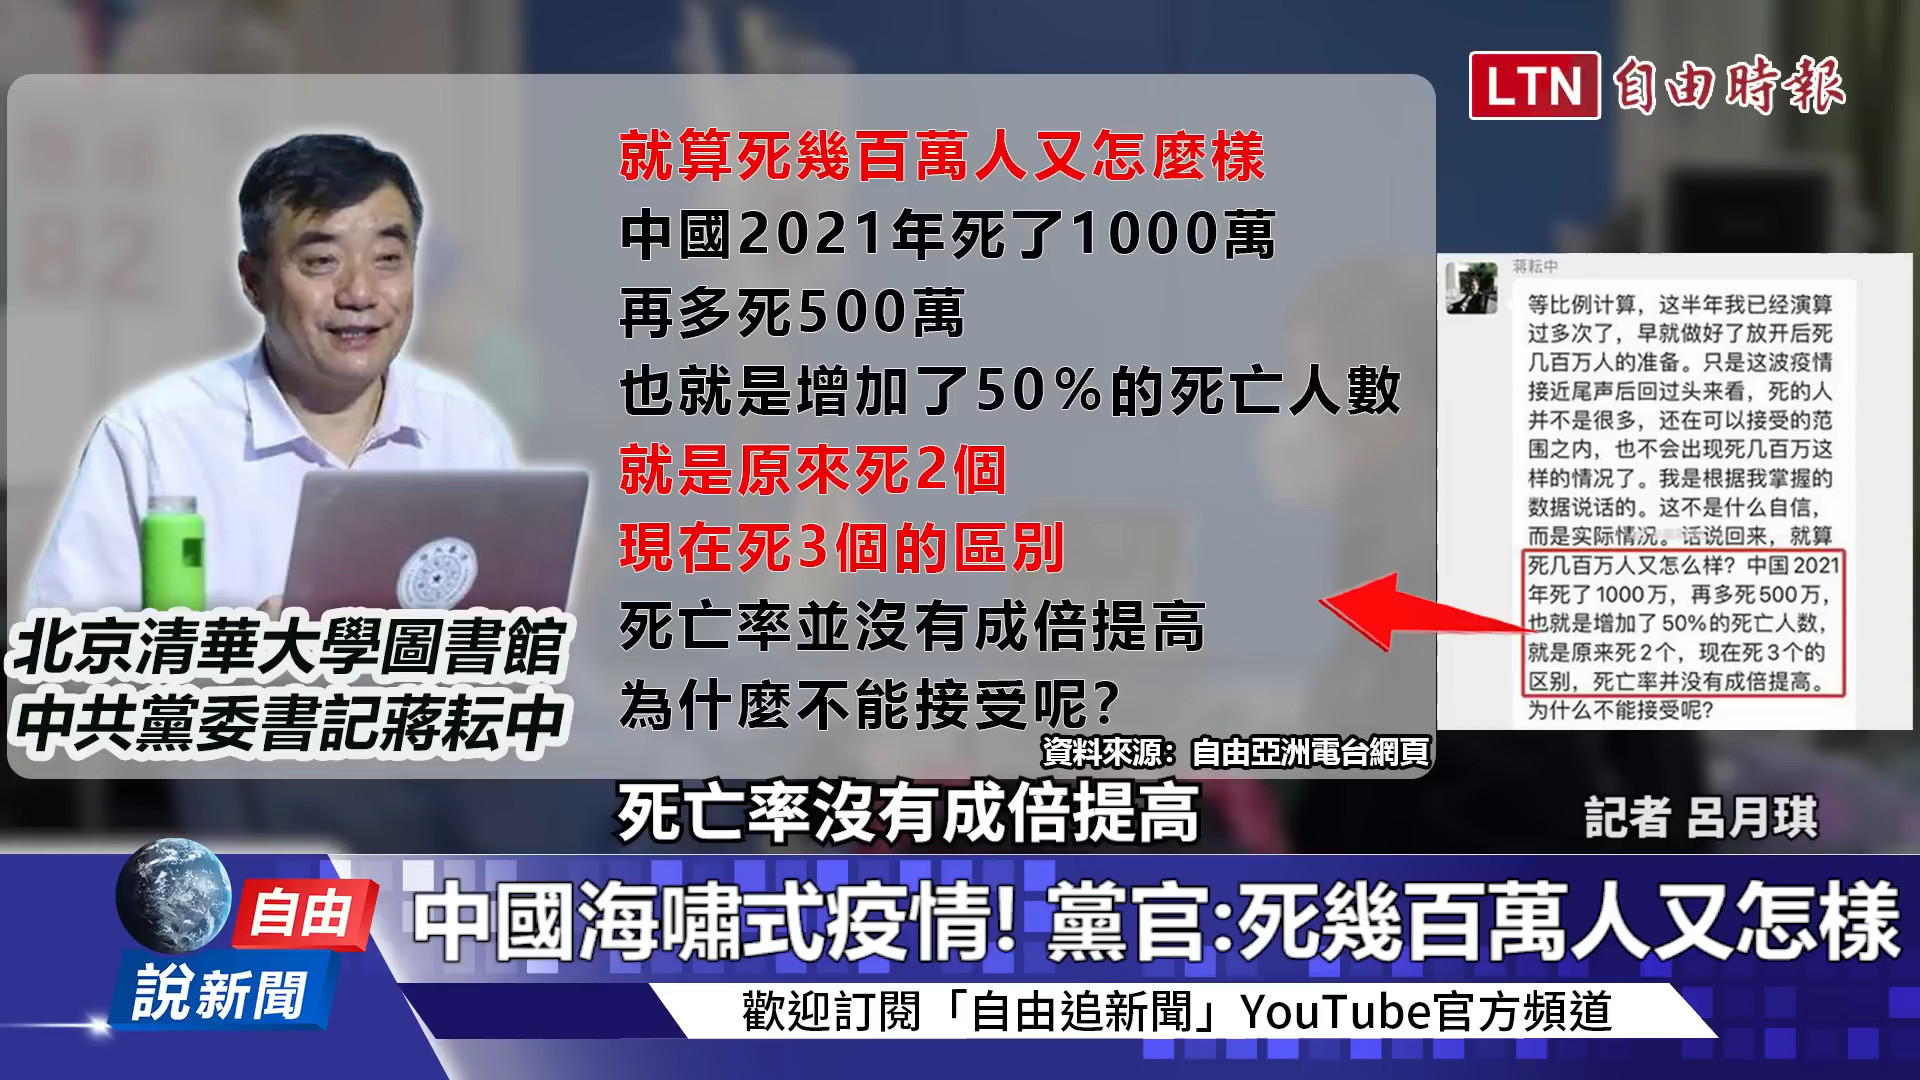 LTN 自由時報
就算死幾百萬人又怎麼樣
中國2021年死了1000萬
再多死500萬
也就是增加了50%的死亡人數
就是原來死2個
現在死3個的區別
死亡率並沒有成倍提高
為什麼不能接受呢？
資料來源：自由亞洲電台網頁
北京清華大學圖書館
中共黨委書記蔣耘中
蒋耘中
等比例计算，这半年我已经演算
过多次了，早就做好了放开后死
几百万人的准备。只是这波疫情
接近尾声后回过头来看，死的人
并不是很多，还在可以接受的范
围之内，也不会出现死几百万这
样的情况了。我是根据我掌握的
数据说话的。这不是什么自信，
而是实际情况。话说回来，就算
死几百万人又怎么样？中国2021
年死了1000万，再多死500万，
也就是增加了50%的死亡人数，
就是原来死2个，现在死3个的
区别，死亡率并没有成倍提高。
为什么不能接受呢？
死亡率沒有成倍提高
記者 呂月琪
自由
說新聞
中國海嘯式疫情! 黨官:死幾百萬人又怎樣
歡迎訂閱「自由追新聞」YouTube官方頻道